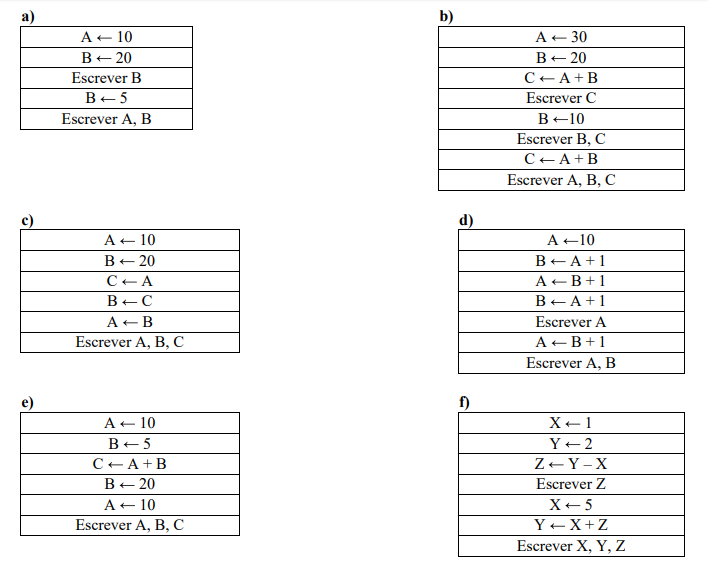 a)
A ← 10
B ← 20
Escrever B
B ← 5
Escrever A, B
b)
A ← 30
B ← 20
C ← A + B
Escrever C
B ←10
Escrever B, C
C ← A + B
Escrever A, B, C
c)
A ← 10
B ← 20
C ← A
B ← C
A ← B
Escrever A, B, C
d)
A ←10
B ← A + 1
A ← B + 1
B ← A + 1
Escrever A
A ← B + 1
Escrever A, B
e)
A ← 10
B ← 5
C ← A + B
B ← 20
A ← 10
Escrever A, B, C
f)
X ← 1
Y ← 2
Z ← Y – X
Escrever Z
X ← 5
Y ← X + Z
Escrever X, Y, Z